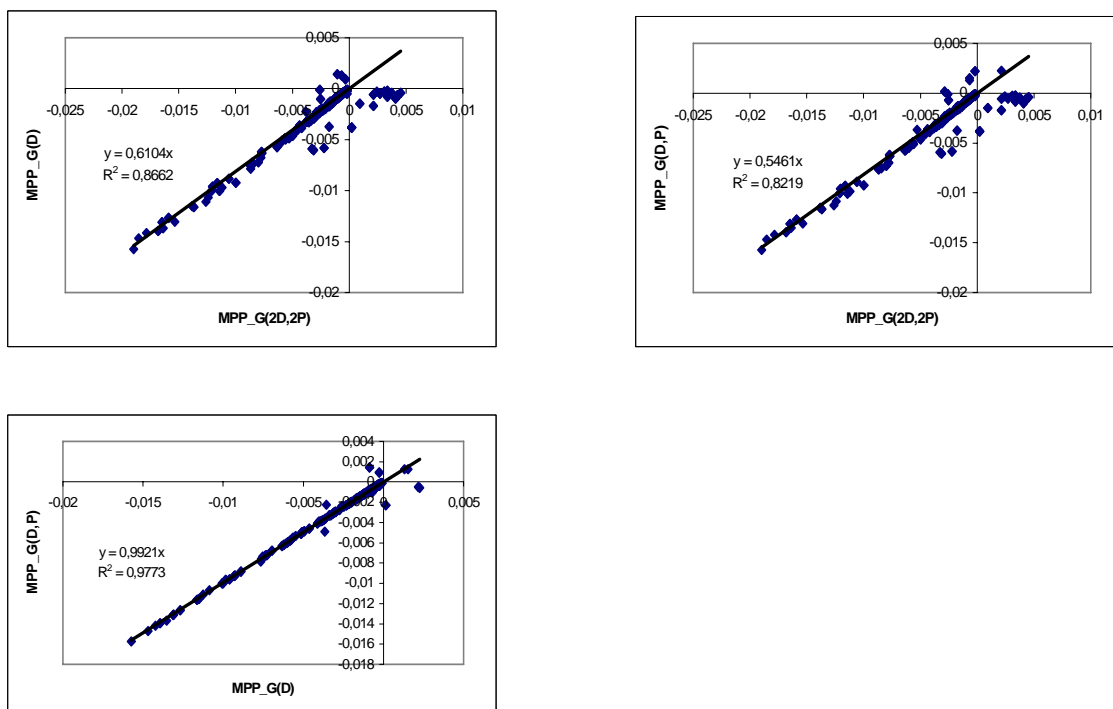 0,005
0
-0,025 -0,02 -0,015 -0,01 -0,005 0 0,005 0,01
-0,005
-0,01
-0,015
-0,02
MPP_G(D)
y = 0,6104x
R² = 0,8662
MPP_G(2D,2P)
0,005
0
-0,025 -0,02 -0,015 -0,01 -0,005 0 0,005 0,01
-0,005
-0,01
-0,015
-0,02
MPP_G(D,P)
y = 0,5461x
R² = 0,8219
MPP_G(2D,2P)
0,004
0,002
0
-0,02 -0,015 -0,01 -0,005 0 0,005
-0,002
-0,004
-0,006
-0,008
-0,01
-0,012
-0,014
-0,016
-0,018
MPP_G(D,P)
y = 0,9921x
R² = 0,9773
MPP_G(D)